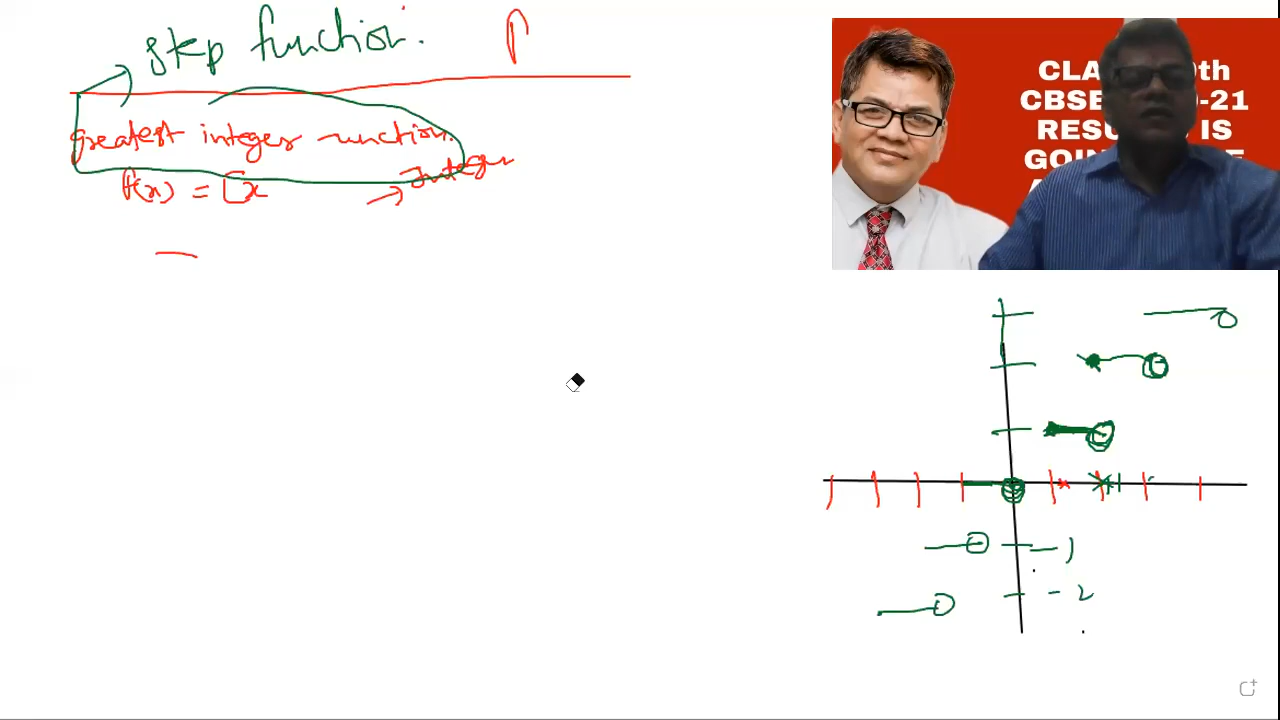 step function.
greatest integer function.
f(x) = [x
→ Integer
CLA th
CBSE -21
RESU IS
GOIN E
-1
-2